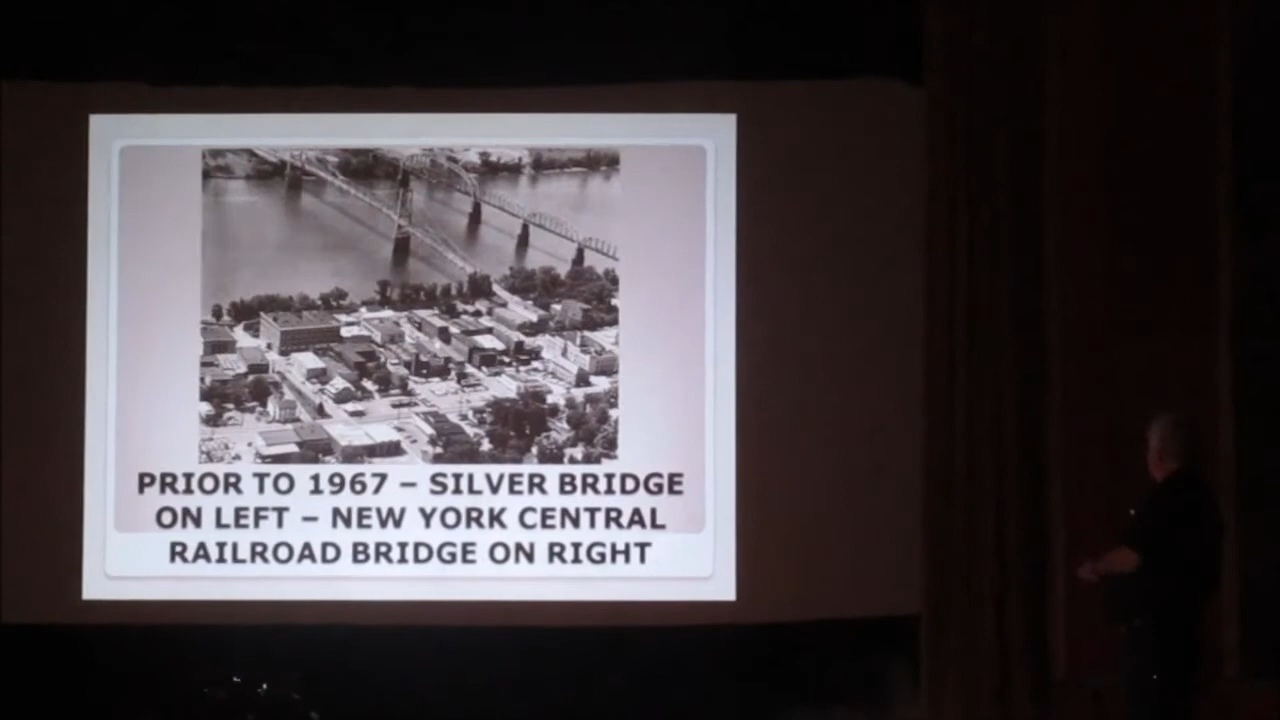 PRIOR TO 1967 – SILVER BRIDGE
ON LEFT – NEW YORK CENTRAL
RAILROAD BRIDGE ON RIGHT